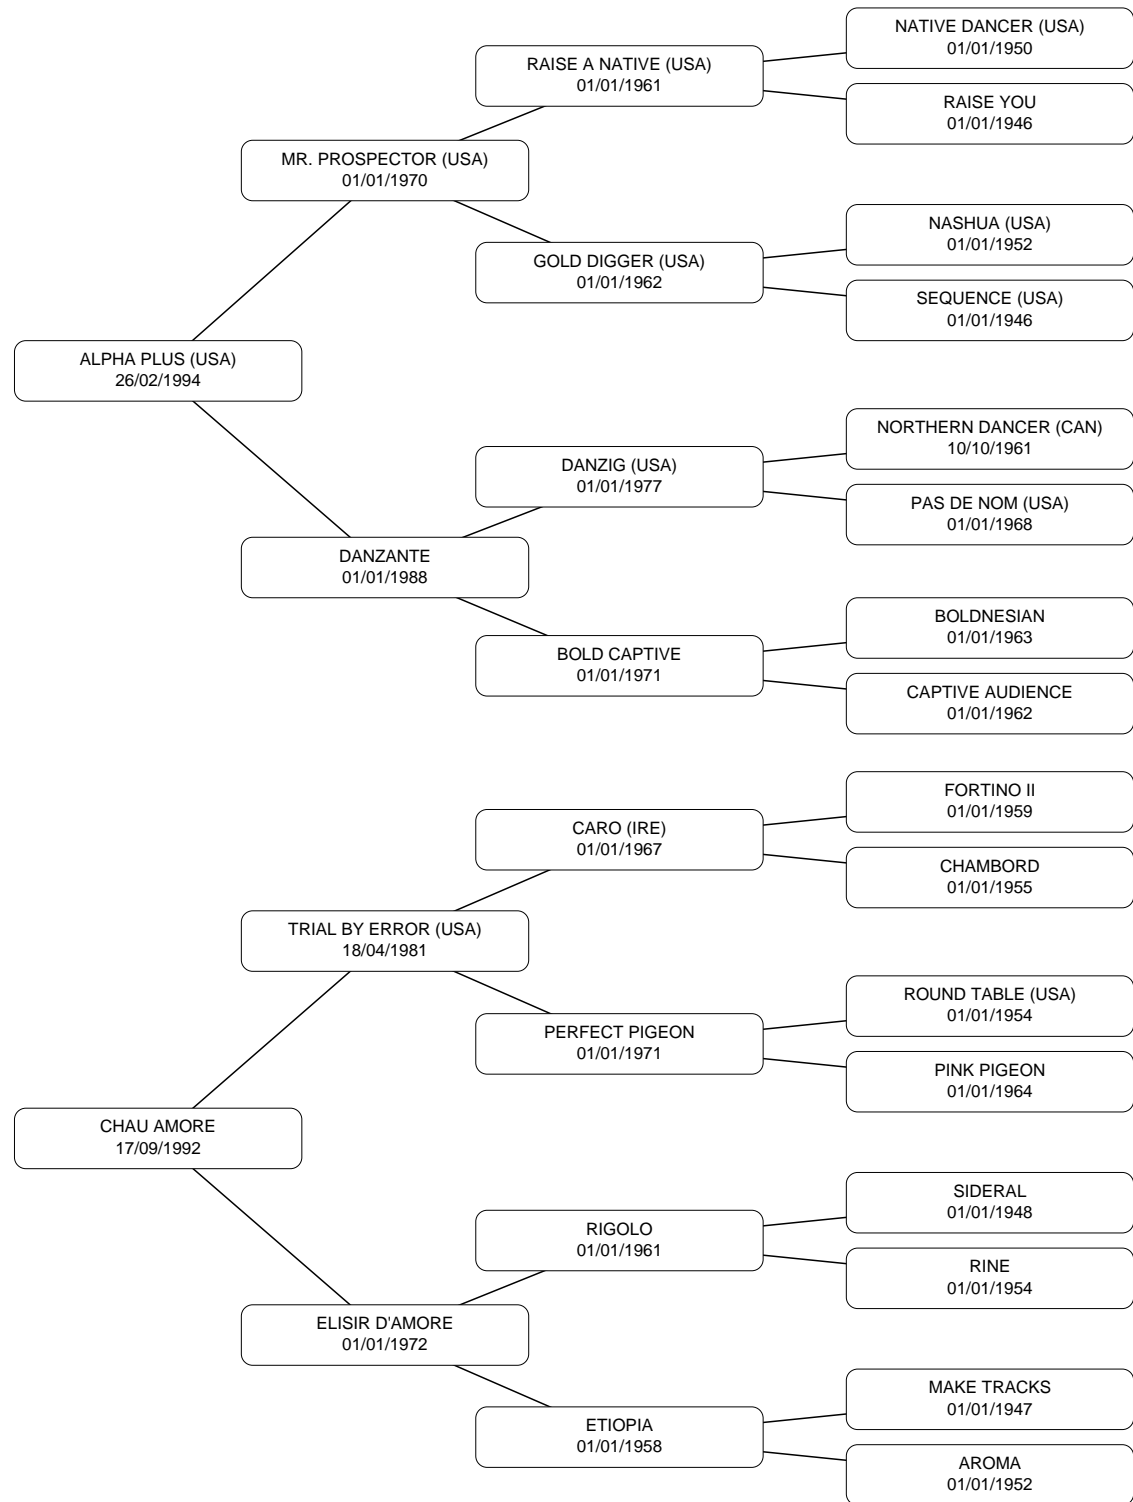 NATIVE DANCER (USA)
01/01/1950
RAISE A NATIVE (USA)
01/01/1961
RAISE YOU
01/01/1946
MR. PROSPECTOR (USA)
01/01/1970
NASHUA (USA)
01/01/1952
GOLD DIGGER (USA)
01/01/1962
SEQUENCE (USA)
01/01/1946
ALPHA PLUS (USA)
26/02/1994
NORTHERN DANCER (CAN)
10/10/1961
DANZIG (USA)
01/01/1977
PAS DE NOM (USA)
01/01/1968
DANZANTE
01/01/1988
BOLDNESIAN
01/01/1963
BOLD CAPTIVE
01/01/1971
CAPTIVE AUDIENCE
01/01/1962
FORTINO II
01/01/1959
CARO (IRE)
01/01/1967
CHAMBORD
01/01/1955
TRIAL BY ERROR (USA)
18/04/1981
ROUND TABLE (USA)
01/01/1954
PERFECT PIGEON
01/01/1971
PINK PIGEON
01/01/1964
CHAU AMORE
17/09/1992
SIDERAL
01/01/1948
RIGOLO
01/01/1961
RINE
01/01/1954
ELISIR D'AMORE
01/01/1972
MAKE TRACKS
01/01/1947
ETIOPIA
01/01/1958
AROMA
01/01/1952